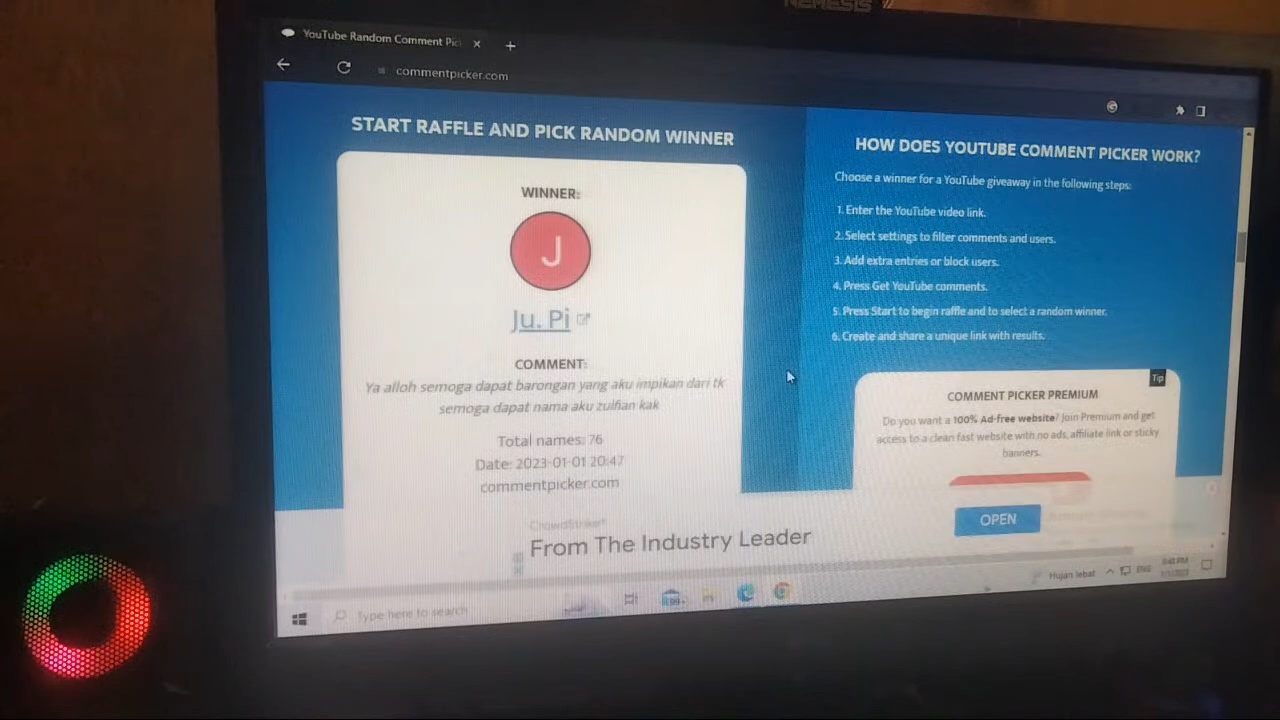 NEMESIS
YouTube Random Comment Pic
commentpicker.com
START RAFFLE AND PICK RANDOM WINNER
WINNER:
J
Ju. Pi
COMMENT:
Ya alloh semoga dapat barongan yang aku impikan dari tk
semoga dapat nama aku zulfian kak
Total names: 76
Date: 2023-01-01 20:47
commentpicker.com
HOW DOES YOUTUBE COMMENT PICKER WORK?
Choose a winner for a YouTube giveaway in the following steps:
1. Enter the YouTube video link.
2. Select settings to filter comments and users.
3. Add extra entries or block users.
4. Press Get YouTube comments.
5. Press Start to begin raffle and to select a random winner.
6. Create and share a unique link with results.
Tip
COMMENT PICKER PREMIUM
Do you want a 100% Ad-free website? Join Premium and get
access to a clean fast website with no ads, affiliate link or sticky
banners.
CrowdStrike®
From The Industry Leader
OPEN
Type here to search
Hujan lebat
ENG